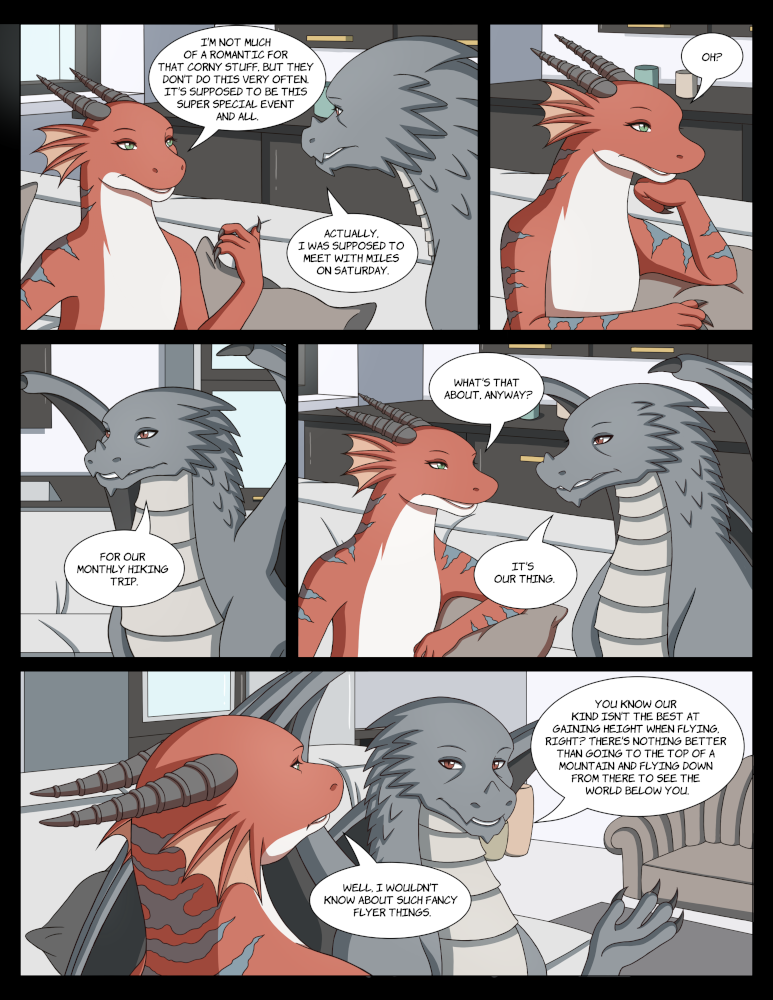 I'M NOT MUCH
OF A ROMANTIC FOR
THAT CORNY STUFF, BUT THEY
DON'T DO THIS VERY OFTEN.
IT'S SUPPOSED TO BE THIS
SUPER SPECIAL EVENT
AND ALL.
ACTUALLY,
I WAS SUPPOSED TO
MEET WITH MILES
ON SATURDAY.
OH?
FOR OUR
MONTHLY HIKING
TRIP.
WHAT'S THAT
ABOUT, ANYWAY?
IT'S
OUR THING.
YOU KNOW OUR
KIND ISN'T THE BEST AT
GAINING HEIGHT WHEN FLYING,
RIGHT? THERE'S NOTHING BETTER
THAN GOING TO THE TOP OF A
MOUNTAIN AND FLYING DOWN
FROM THERE TO SEE THE
WORLD BELOW YOU.
WELL, I WOULDN'T
KNOW ABOUT SUCH FANCY
FLYER THINGS.